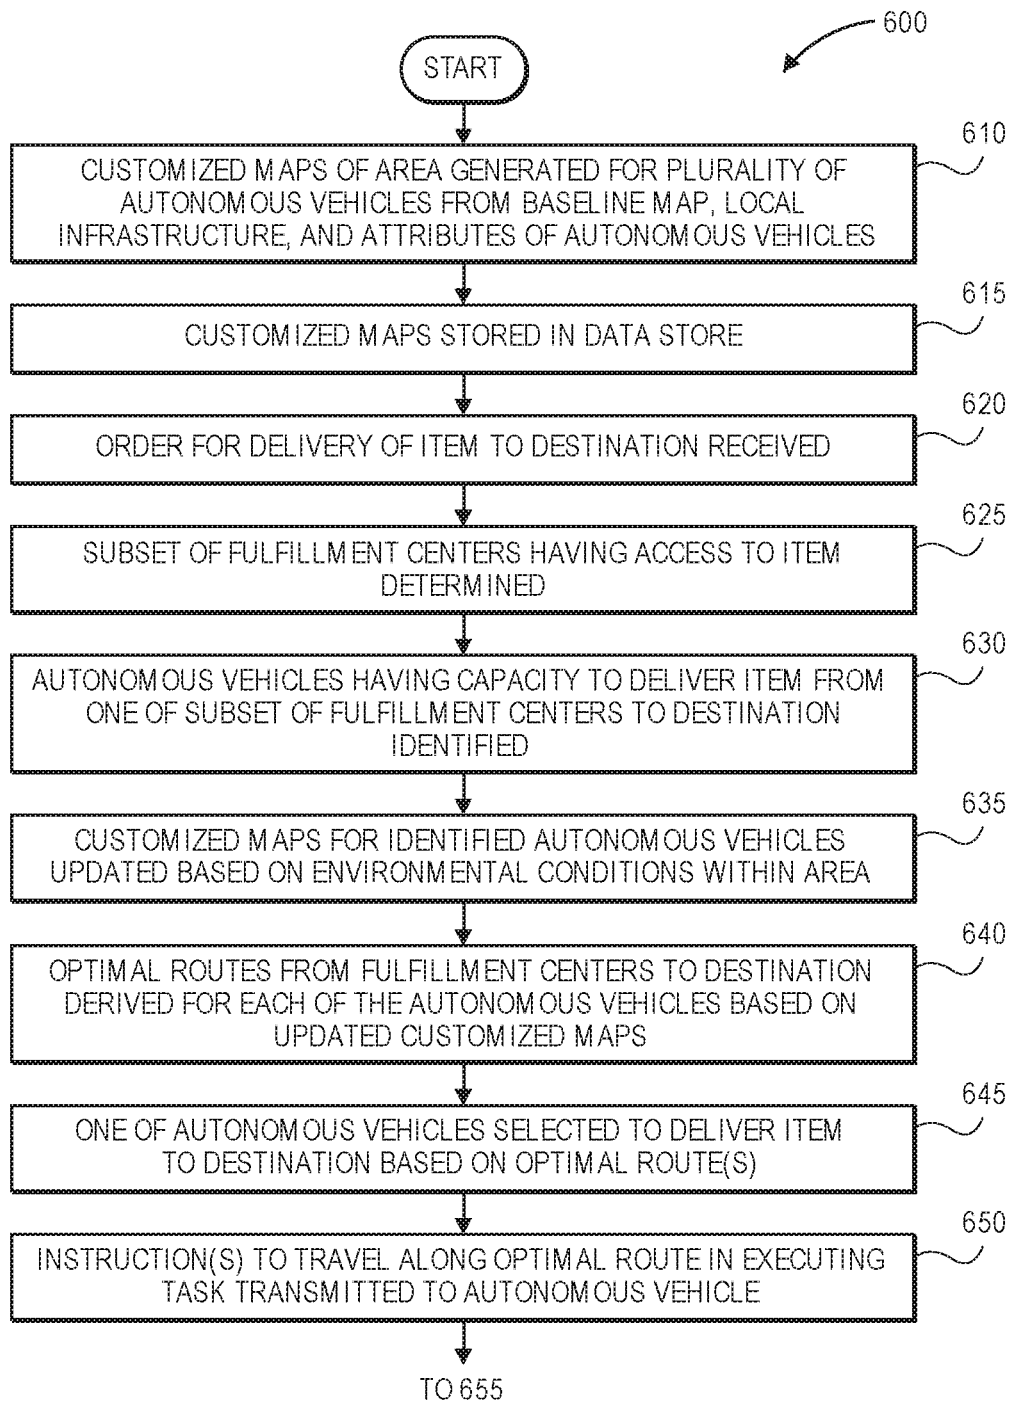 600
START
610
CUSTOMIZED MAPS OF AREA GENERATED FOR PLURALITY OF
AUTONOMOUS VEHICLES FROM BASELINE MAP, LOCAL
INFRASTRUCTURE, AND ATTRIBUTES OF AUTONOMOUS VEHICLES
615
CUSTOMIZED MAPS STORED IN DATA STORE
620
ORDER FOR DELIVERY OF ITEM TO DESTINATION RECEIVED
625
SUBSET OF FULFILLMENT CENTERS HAVING ACCESS TO ITEM
DETERMINED
630
AUTONOMOUS VEHICLES HAVING CAPACITY TO DELIVER ITEM FROM
ONE OF SUBSET OF FULFILLMENT CENTERS TO DESTINATION
IDENTIFIED
635
CUSTOMIZED MAPS FOR IDENTIFIED AUTONOMOUS VEHICLES
UPDATED BASED ON ENVIRONMENTAL CONDITIONS WITHIN AREA
640
OPTIMAL ROUTES FROM FULFILLMENT CENTERS TO DESTINATION
DERIVED FOR EACH OF THE AUTONOMOUS VEHICLES BASED ON
UPDATED CUSTOMIZED MAPS
645
ONE OF AUTONOMOUS VEHICLES SELECTED TO DELIVER ITEM
TO DESTINATION BASED ON OPTIMAL ROUTE(S)
650
INSTRUCTION(S) TO TRAVEL ALONG OPTIMAL ROUTE IN EXECUTING
TASK TRANSMITTED TO AUTONOMOUS VEHICLE
TO 655